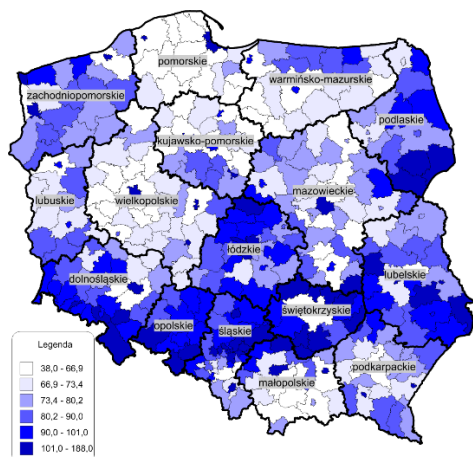 pomorskie
warmińsko-mazurskie
zachodniopomorskie
podlaskie
kujawsko-pomorskie
mazowieckie
lubuskie
wielkopolskie
łódzkie
dolnośląskie
lubelskie
opolskie
śląskie
świętokrzyskie
małopolskie
podkarpackie
Legenda
38,0 - 66,9
66,9 - 73,4
73,4 - 80,2
80,2 - 90,0
90,0 - 101,0
101,0 - 188,0